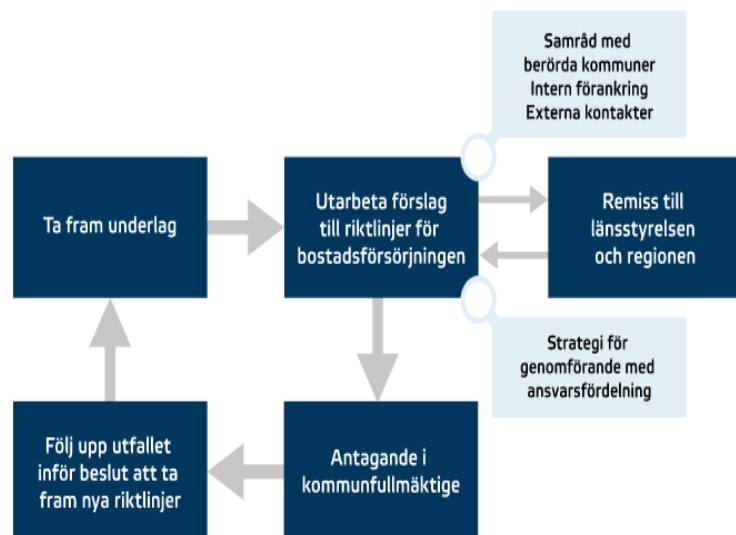 Samråd med
berörda kommuner
Intern förankring
Externa kontakter
Ta fram underlag
Utarbeta förslag
till riktlinjer för
bostadsförsörjningen
Remiss till
länsstyrelsen
och regionen
Strategi för
genomförande med
ansvarsfördelning
Följ upp utfallet
inför beslut att ta
fram nya riktlinjer
Antagande i
kommunfullmäktige